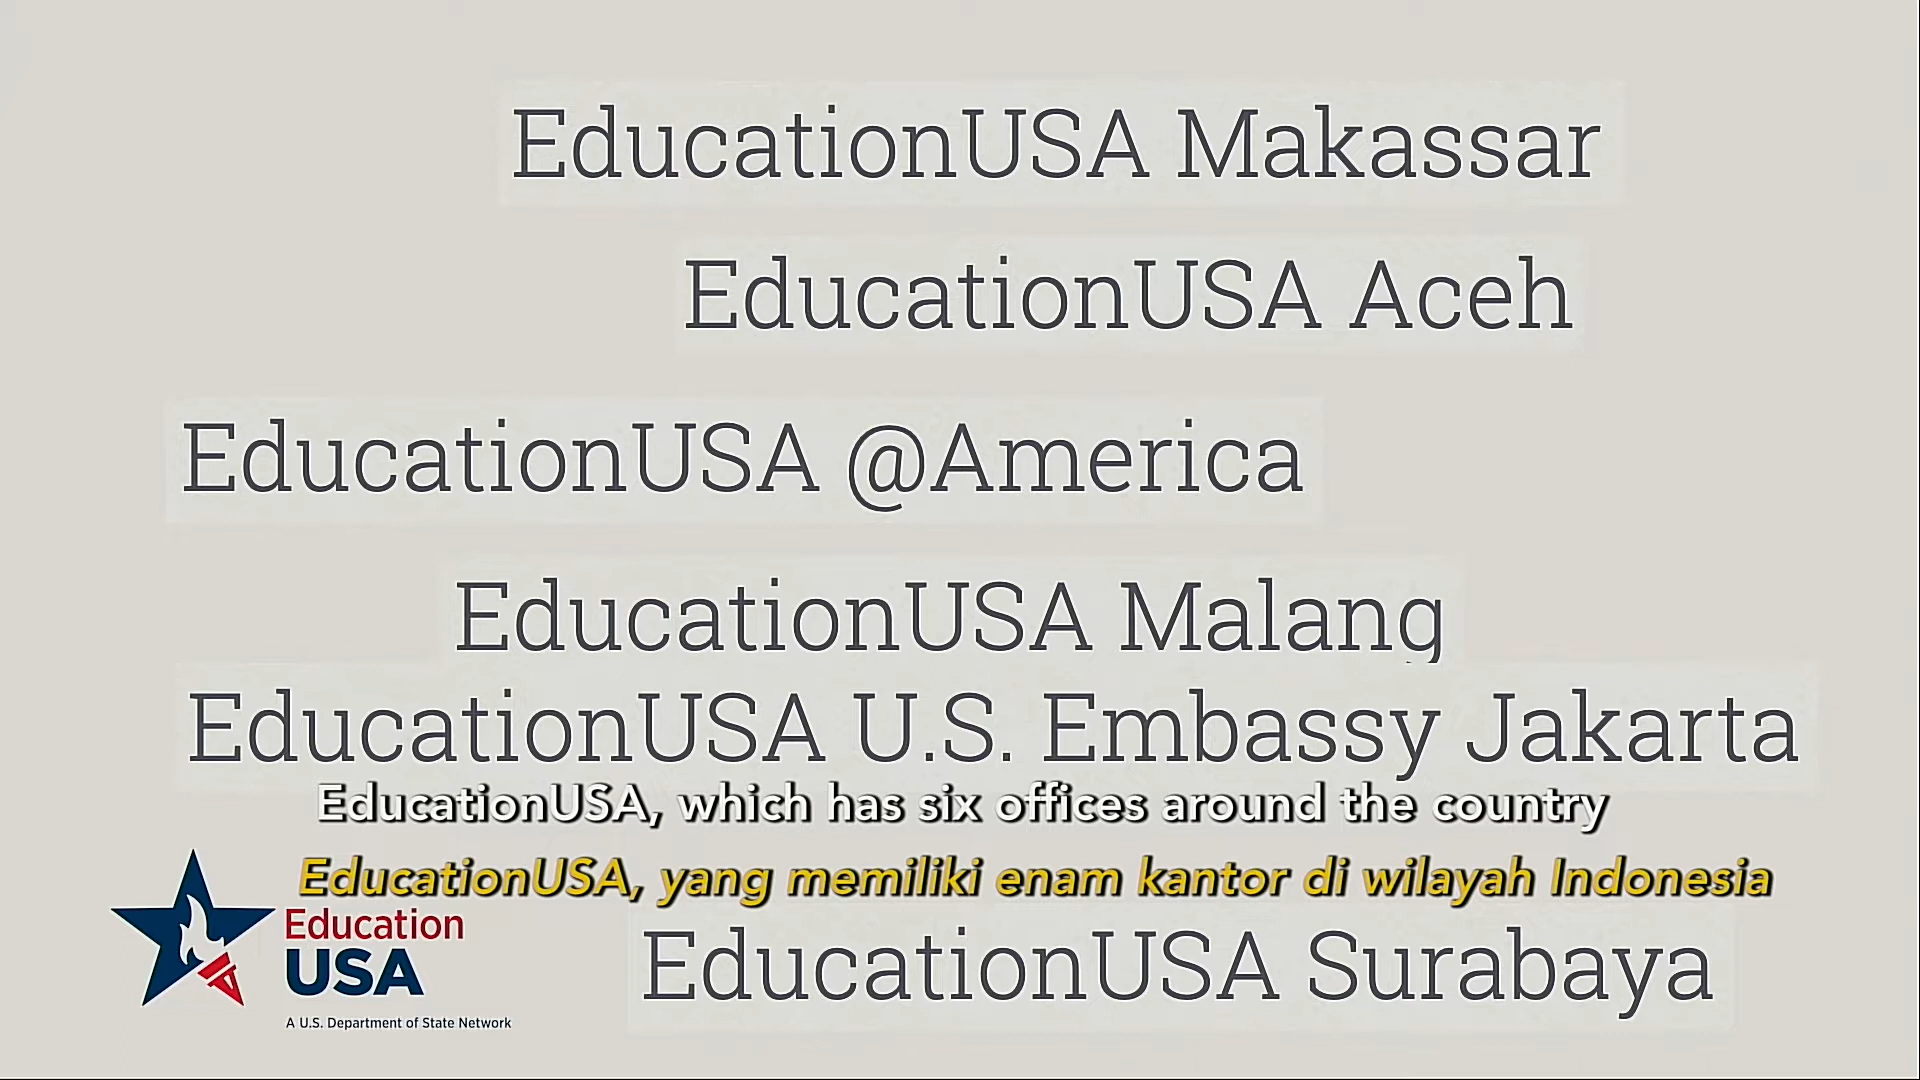 EducationUSA Makassar
EducationUSA Aceh
EducationUSA @America
EducationUSA Malang
EducationUSA U.S. Embassy Jakarta
EducationUSA, which has six offices around the country
EducationUSA, yang memiliki enam kantor di wilayah Indonesia
Education
USA
A U.S. Department of State Network
EducationUSA Surabaya